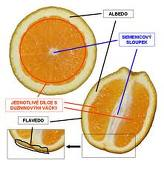 ALBEDO
SEMENICOVÝ
SLOUPEK
JEDNOTLIVÉ DÍLCE S
DUŽNINOVÝMI VÁČKY
FLAVEDO